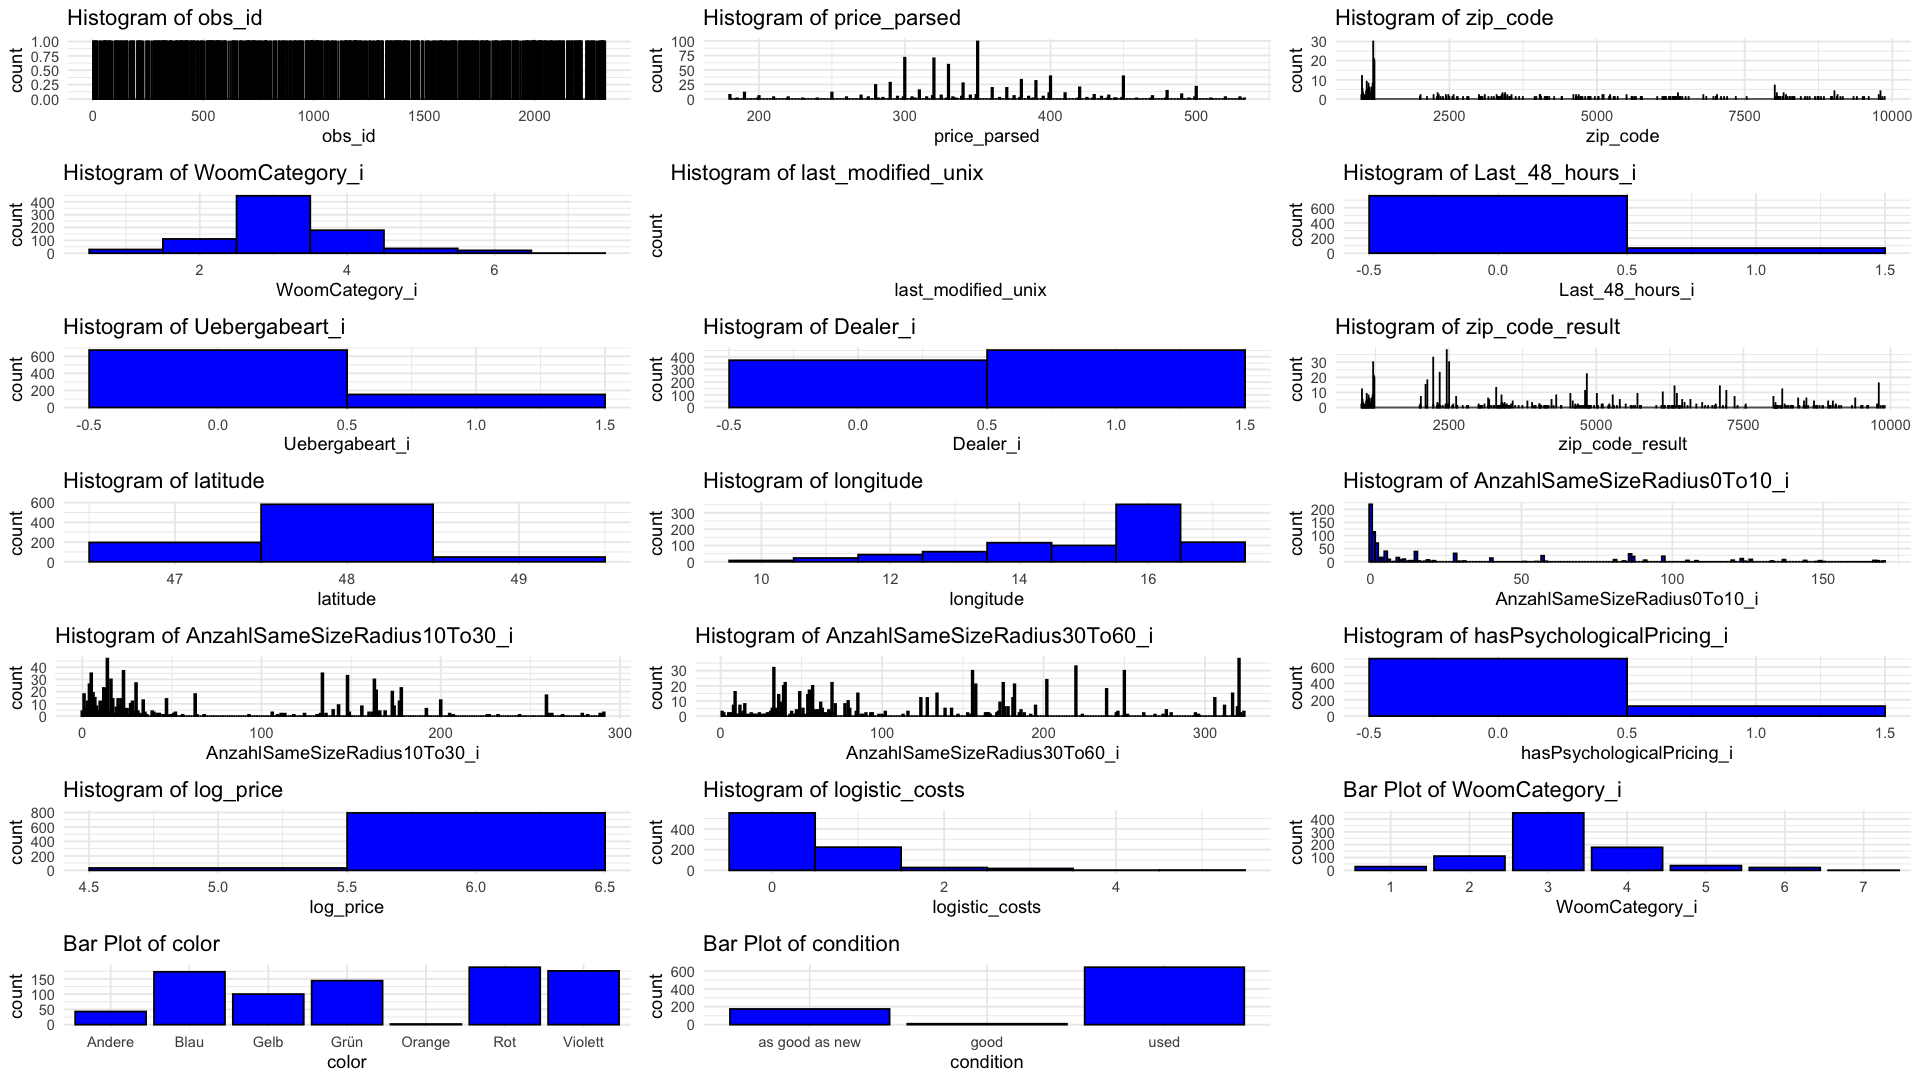 Histogram of obs_id
count
1.00
0.75
0.50
0.25
0.00
0 500 1000 1500 2000
obs_id
Histogram of price_parsed
count
100
75
50
25
0
200 300 400 500
price_parsed
Histogram of zip_code
count
30
20
10
0
2500 5000 7500 10000
zip_code
Histogram of WoomCategory_i
count
400
300
200
100
0
2 4 6
WoomCategory_i
Histogram of last_modified_unix
count
last_modified_unix
Histogram of Last_48_hours_i
count
600
400
200
0
-0.5 0.0 0.5 1.0 1.5
Last_48_hours_i
Histogram of Uebergabeart_i
count
600
400
200
0
-0.5 0.0 0.5 1.0 1.5
Uebergabeart_i
Histogram of Dealer_i
count
400
300
200
100
0
-0.5 0.0 0.5 1.0 1.5
Dealer_i
Histogram of zip_code_result
count
30
20
10
0
2500 5000 7500 10000
zip_code_result
Histogram of latitude
count
600
400
200
0
47 48 49
latitude
Histogram of longitude
count
300
200
100
0
10 12 14 16
longitude
Histogram of AnzahlSameSizeRadius0To10_i
count
200
150
100
50
0
0 50 100 150
AnzahlSameSizeRadius0To10_i
Histogram of AnzahlSameSizeRadius10To30_i
count
40
30
20
10
0
0 100 200 300
AnzahlSameSizeRadius10To30_i
Histogram of AnzahlSameSizeRadius30To60_i
count
30
20
10
0
0 100 200 300
AnzahlSameSizeRadius30To60_i
Histogram of hasPsychologicalPricing_i
count
600
400
200
0
-0.5 0.0 0.5 1.0 1.5
hasPsychologicalPricing_i
Histogram of log_price
count
800
600
400
200
0
4.5 5.0 5.5 6.0 6.5
log_price
Histogram of logistic_costs
count
400
200
0
0 2 4
logistic_costs
Bar Plot of WoomCategory_i
count
400
300
200
100
0
1 2 3 4 5 6 7
WoomCategory_i
Bar Plot of color
count
150
100
50
0
Andere Blau Gelb Grün Orange Rot Violett
color
Bar Plot of condition
count
600
400
200
0
as good as new good used
condition